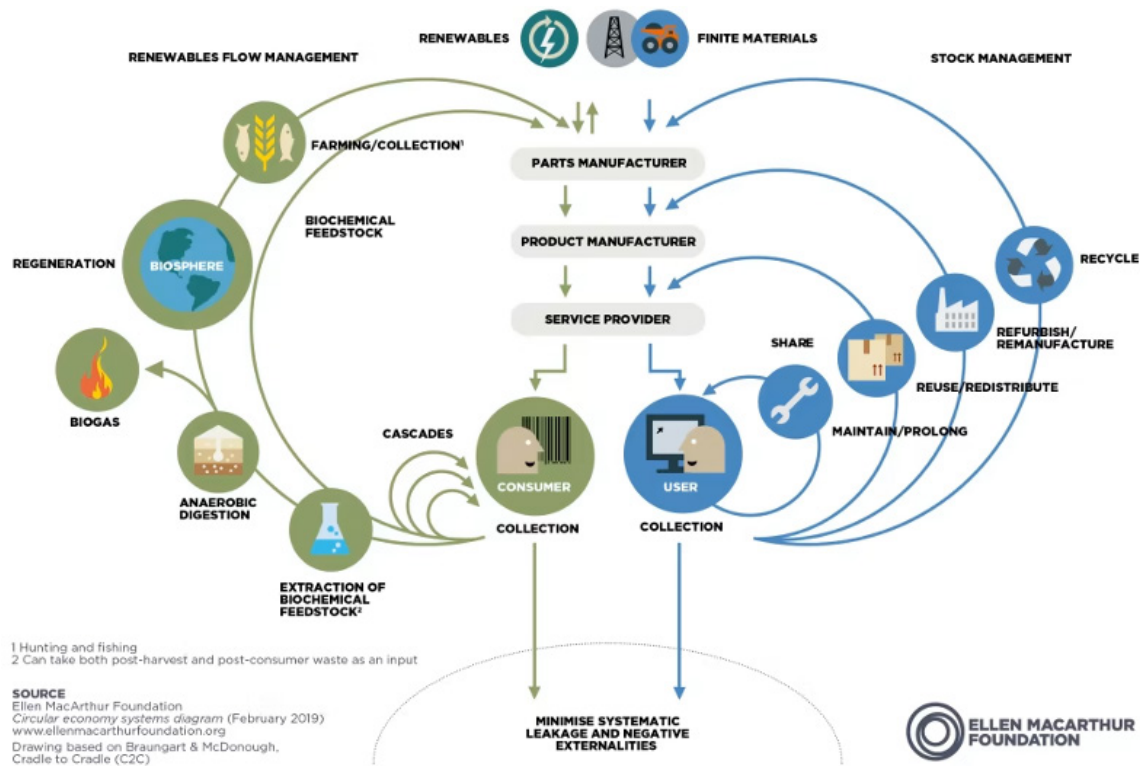 RENEWABLES
FINITE MATERIALS
RENEWABLES FLOW MANAGEMENT
STOCK MANAGEMENT
FARMING/COLLECTION¹
PARTS MANUFACTURER
BIOCHEMICAL
FEEDSTOCK
PRODUCT MANUFACTURER
REGENERATION
BIOSPHERE
RECYCLE
SERVICE PROVIDER
SHARE
REFURBISH/
REMANUFACTURE
REUSE/REDISTRIBUTE
BIOGAS
CASCADES
MAINTAIN/PROLONG
CONSUMER
USER
ANAEROBIC
DIGESTION
COLLECTION
COLLECTION
EXTRACTION OF
BIOCHEMICAL
FEEDSTOCK²
1 Hunting and fishing
2 Can take both post-harvest and post-consumer waste as an input
SOURCE
Ellen MacArthur Foundation
Circular economy systems diagram (February 2019)
www.ellenmacarthurfoundation.org
Drawing based on Braungart & McDonough,
Cradle to Cradle (C2C)
MINIMISE SYSTEMATIC
LEAKAGE AND NEGATIVE
EXTERNALITIES
ELLEN MACARTHUR
FOUNDATION